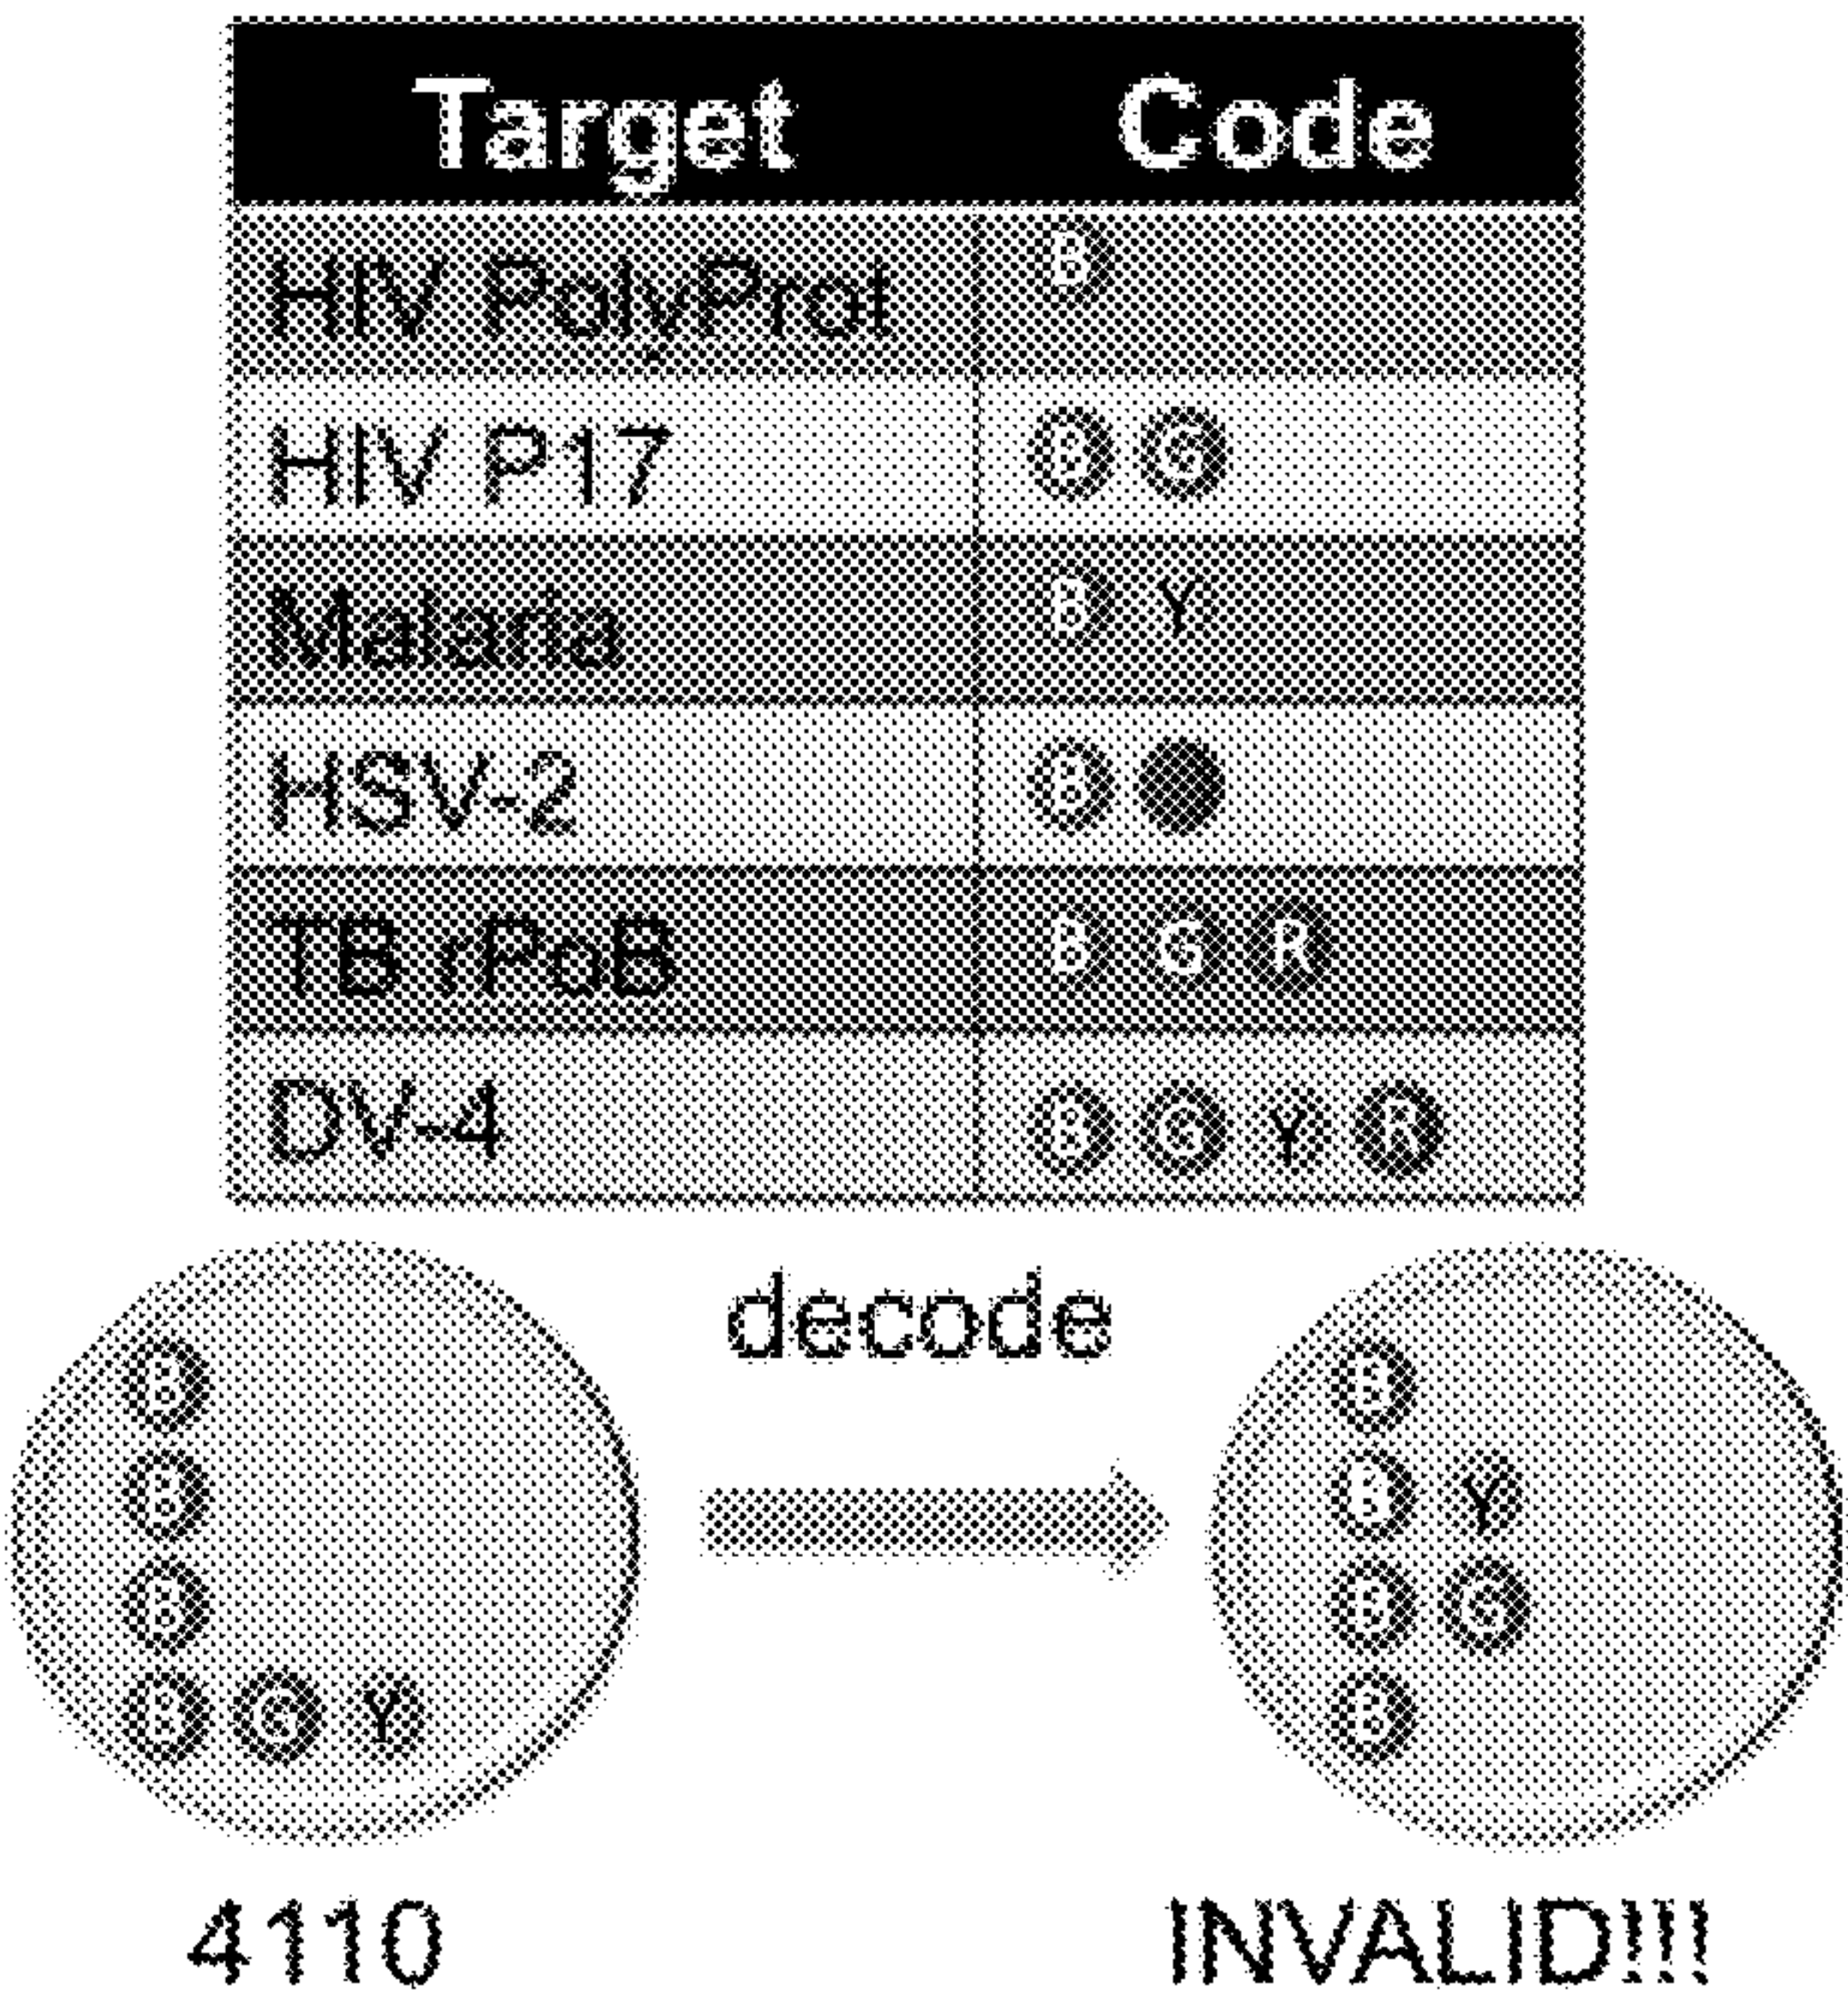 Target Code
HIV PolyProt B
HIV P17 B G
Malaria B Y
HSV-2 B
TB rPoB B G R
DV-4 B G Y R
decode
B
B
B
B G Y
B
B Y
B G
B
4110
INVALID!!!